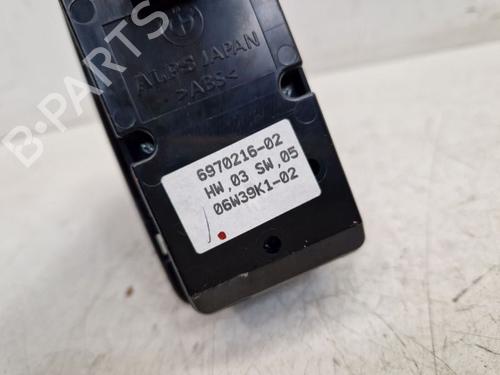 B-PARTS
ALPS JAPAN
>ABS<
6970216-02
HW,03 SW,05
06W39K1-02